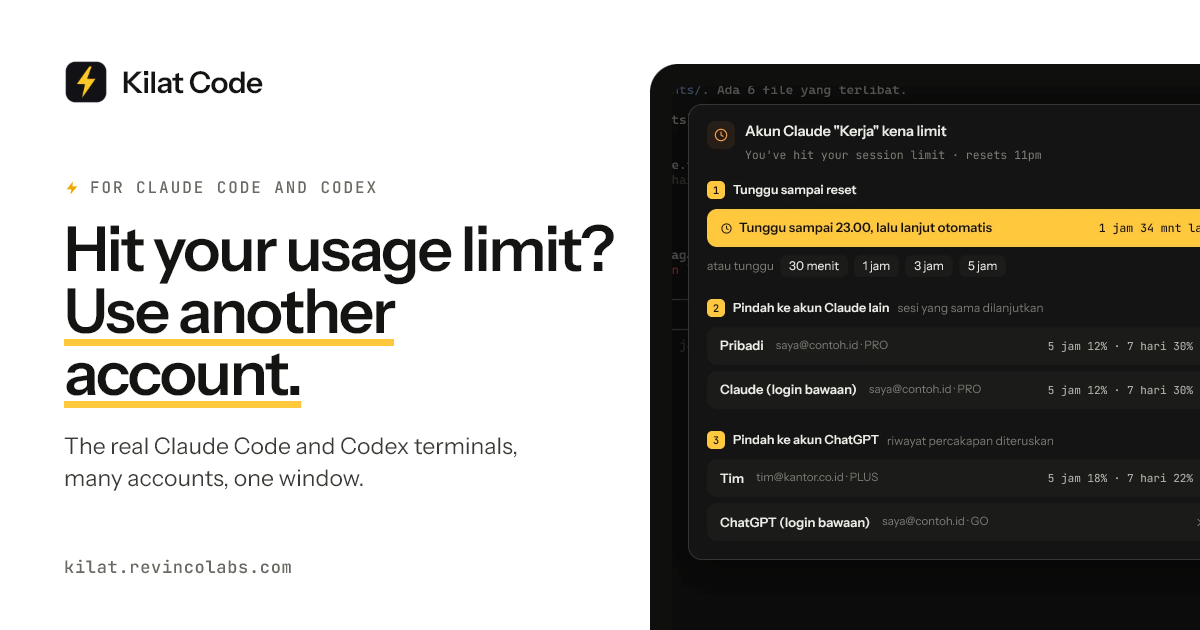 Kilat Code
FOR CLAUDE CODE AND CODEX
Hit your usage limit?
Use another
account.
The real Claude Code and Codex terminals,
many accounts, one window.
kilat.revincolabs.com
ts/. Ada 6 file yang terlibat.
Akun Claude "Kerja" kena limit
You've hit your session limit · resets 11pm
1 Tunggu sampai reset
Tunggu sampai 23.00, lalu lanjut otomatis 1 jam 34 mnt
atau tunggu 30 menit 1 jam 3 jam 5 jam
2 Pindah ke akun Claude lain sesi yang sama dilanjutkan
Pribadi saya@contoh.id · PRO 5 jam 12% · 7 hari 30%
Claude (login bawaan) saya@contoh.id · PRO 5 jam 12% · 7 hari 30%
3 Pindah ke akun ChatGPT riwayat percakapan diteruskan
Tim tim@kantor.co.id · PLUS 5 jam 18% · 7 hari 22%
ChatGPT (login bawaan) saya@contoh.id · GO